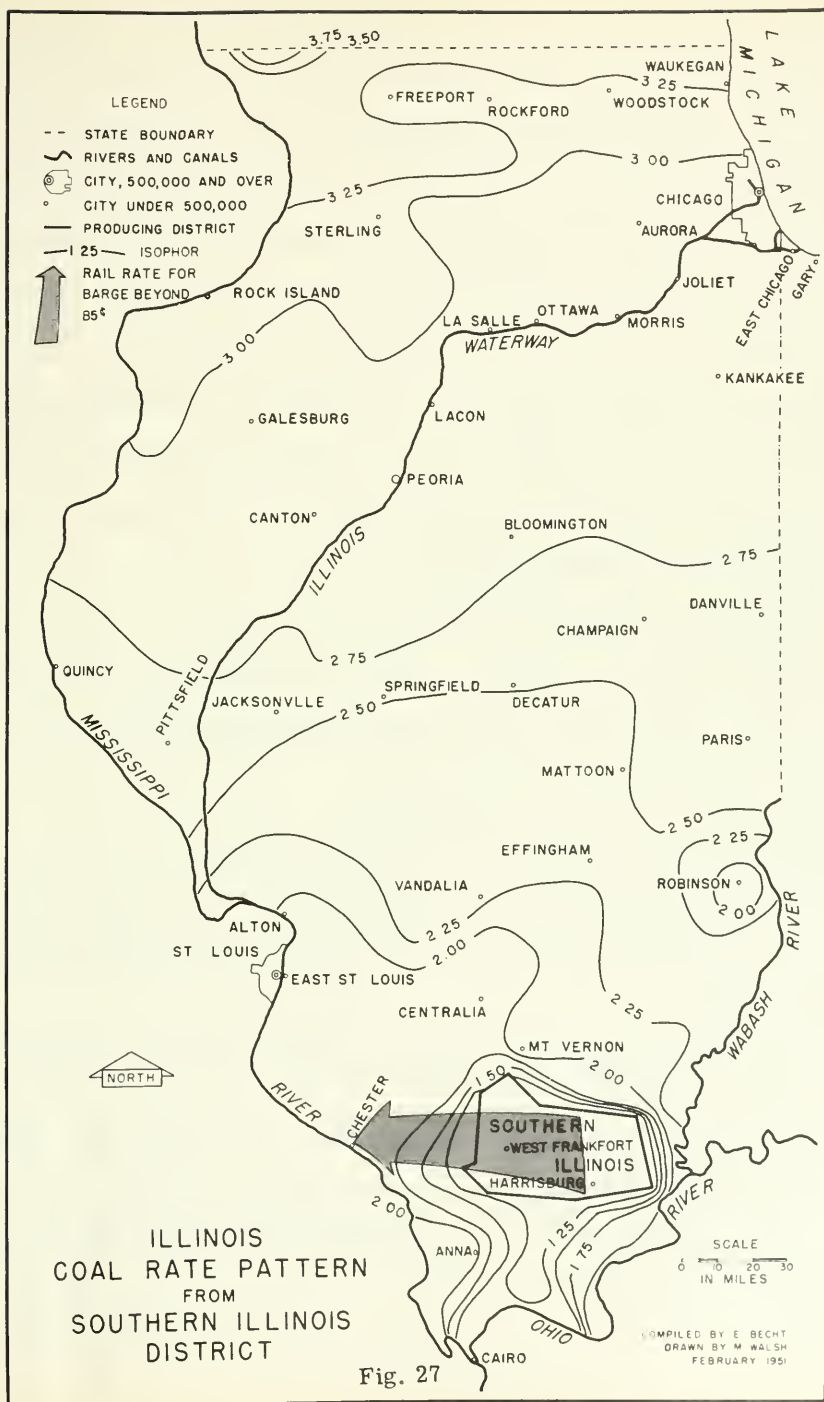 3.75 3.50
LAKE
MICHIGAN
WAUKEGAN
3 25
LEGEND
FREEPORT
ROCKFORD
WOODSTOCK
--- STATE BOUNDARY
RIVERS AND CANALS
CITY, 500,000 AND OVER
CITY UNDER 500,000
PRODUCING DISTRICT
1 25 ISOPHOR
RAIL RATE FOR
BARGE BEYOND
85¢
3 00
3 25
CHICAGO
STERLING
AURORA
EAST CHICAGO
GARY
ROCK ISLAND
JOLIET
LA SALLE
OTTAWA
MORRIS
WATERWAY
3 00
KANKAKEE
GALESBURG
LACON
PEORIA
CANTON
BLOOMINGTON
ILLINOIS
2 75
DANVILLE
CHAMPAIGN
QUINCY
PITTSFIELD
2 75
JACKSONVLLE
SPRINGFIELD
2 50
DECATUR
MISSISSIPPI
PARIS
MATTOON
2 50
2 25
EFFINGHAM
ROBINSON
2 00
VANDALIA
RIVER
ALTON
2 25
ST LOUIS
2.00
EAST ST LOUIS
CENTRALIA
2 25
WABASH
MT VERNON
2 00
NORTH
RIVER
1 50
CHESTER
SOUTHERN
WEST FRANKFORT
ILLINOIS
HARRISBURG
RIVER
2 00
1 25
1 75
ANNA
SCALE
0 10 20 30
IN MILES
ILLINOIS
COAL RATE PATTERN
FROM
SOUTHERN ILLINOIS
DISTRICT
OHIO
CAIRO
COMPILED BY E BECHT
DRAWN BY M WALSH
FEBRUARY 1951
Fig. 27